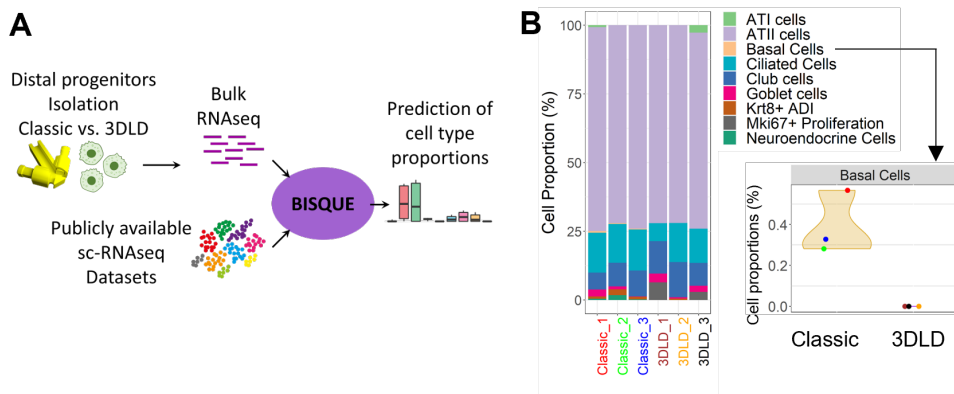 A
Distal progenitors
Isolation
Classic vs. 3DLD
Bulk
RNAseq
Publicly available
sc-RNAseq
Datasets
BISQUE
Prediction of
cell type
proportions
B
Cell Proportion (%)
100
75
50
25
0
Classic_1
Classic_2
Classic_3
3DLD_1
3DLD_2
3DLD_3
ATI cells
ATII cells
Basal Cells
Ciliated Cells
Club cells
Goblet cells
Krt8+ ADI
Mki67+ Proliferation
Neuroendocrine Cells
Basal Cells
Cell proportions (%)
0.4
0.2
0.0
Classic 3DLD